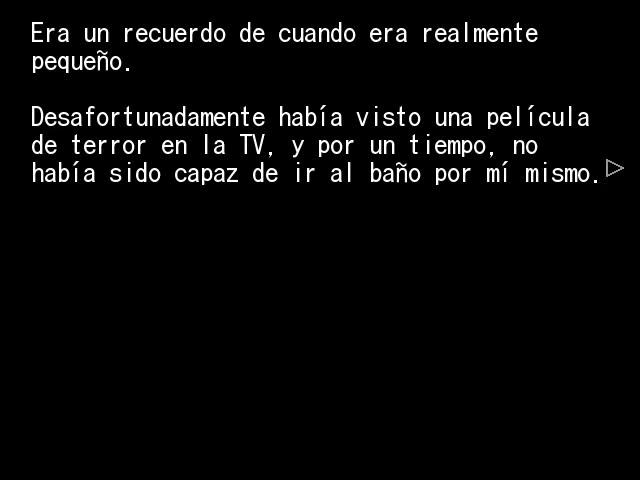 Era un recuerdo de cuando era realmente
pequeño.
Desafortunadamente había visto una película
de terror en la TV, y por un tiempo, no
había sido capaz de ir al baño por mí mismo.